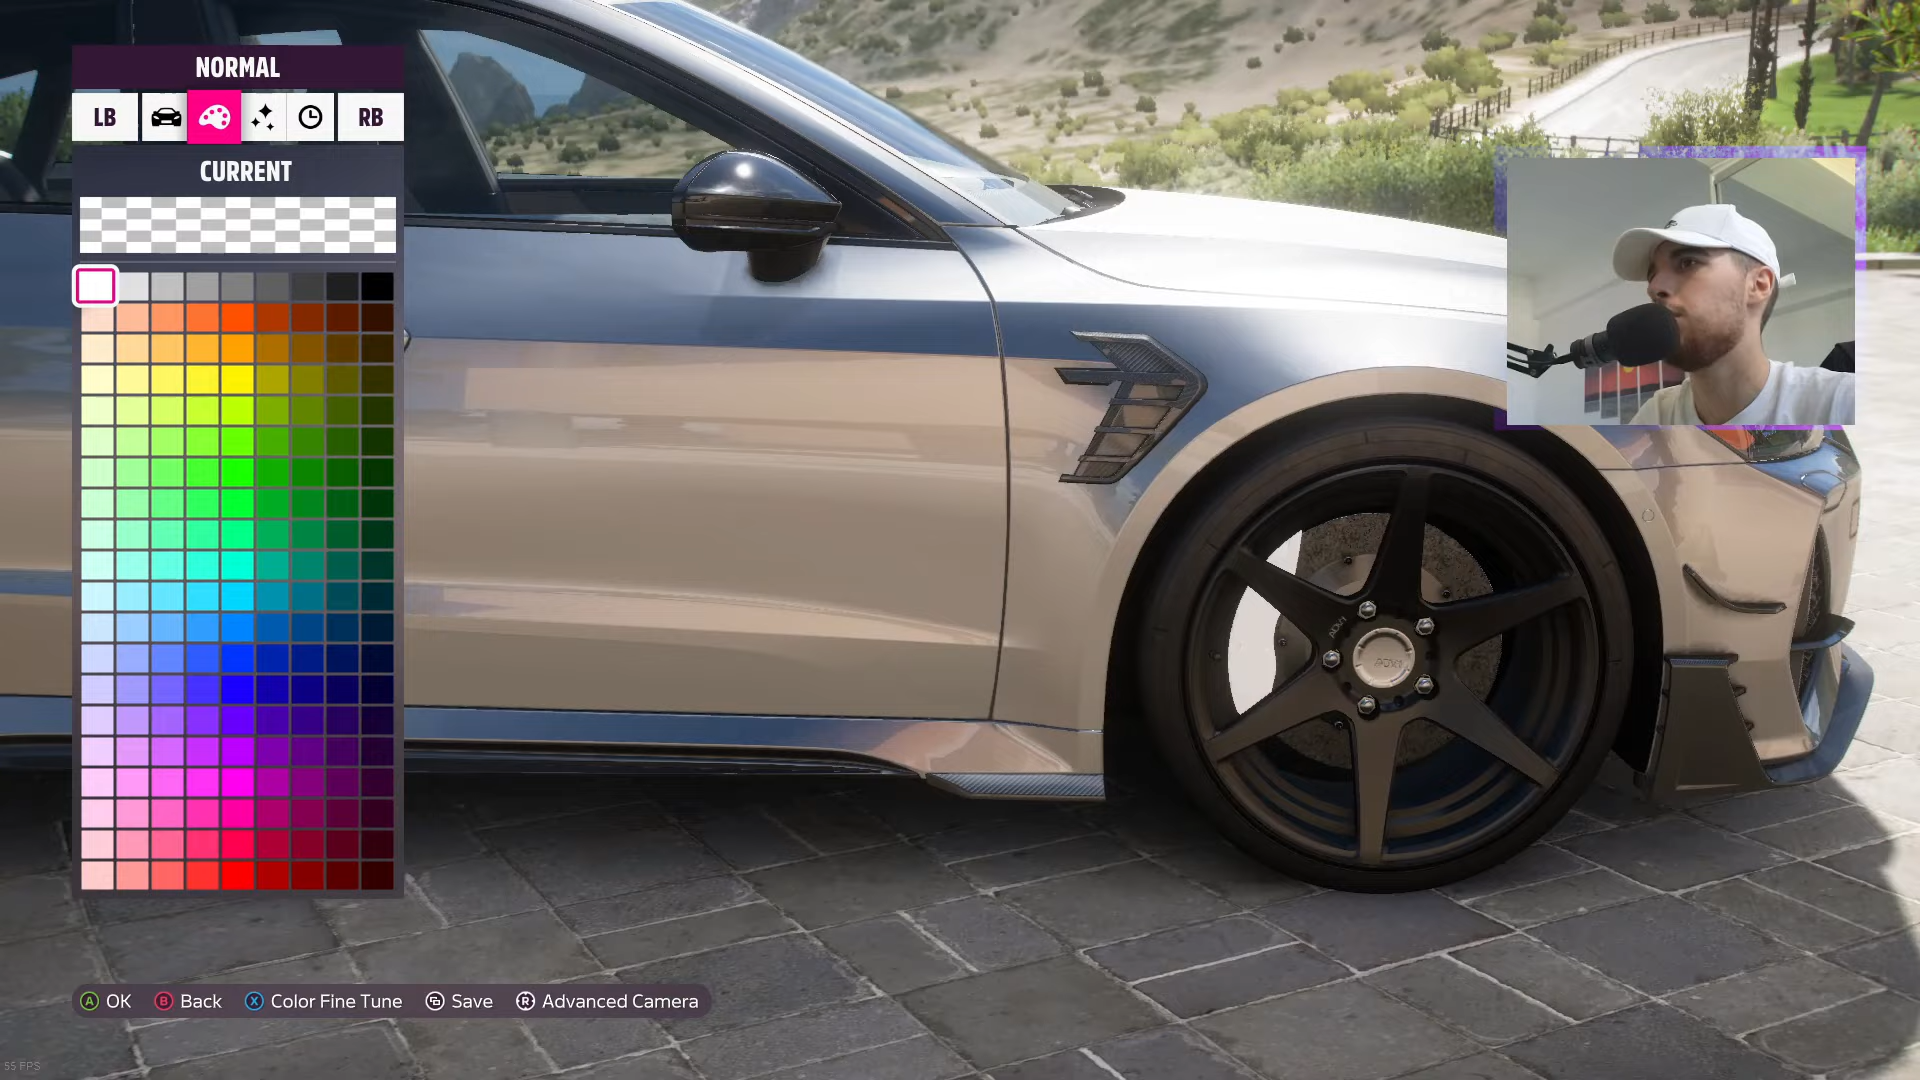 NORMAL
LB
RB
CURRENT
A OK B Back X Color Fine Tune Save R Advanced Camera
55 FPS